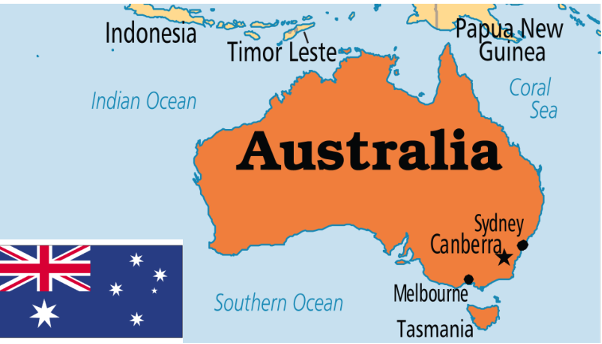 Indonesia
Timor Leste
Papua New
Guinea
Indian Ocean
Coral
Sea
Australia
Sydney
Canberra
Melbourne
Southern Ocean
Tasmania